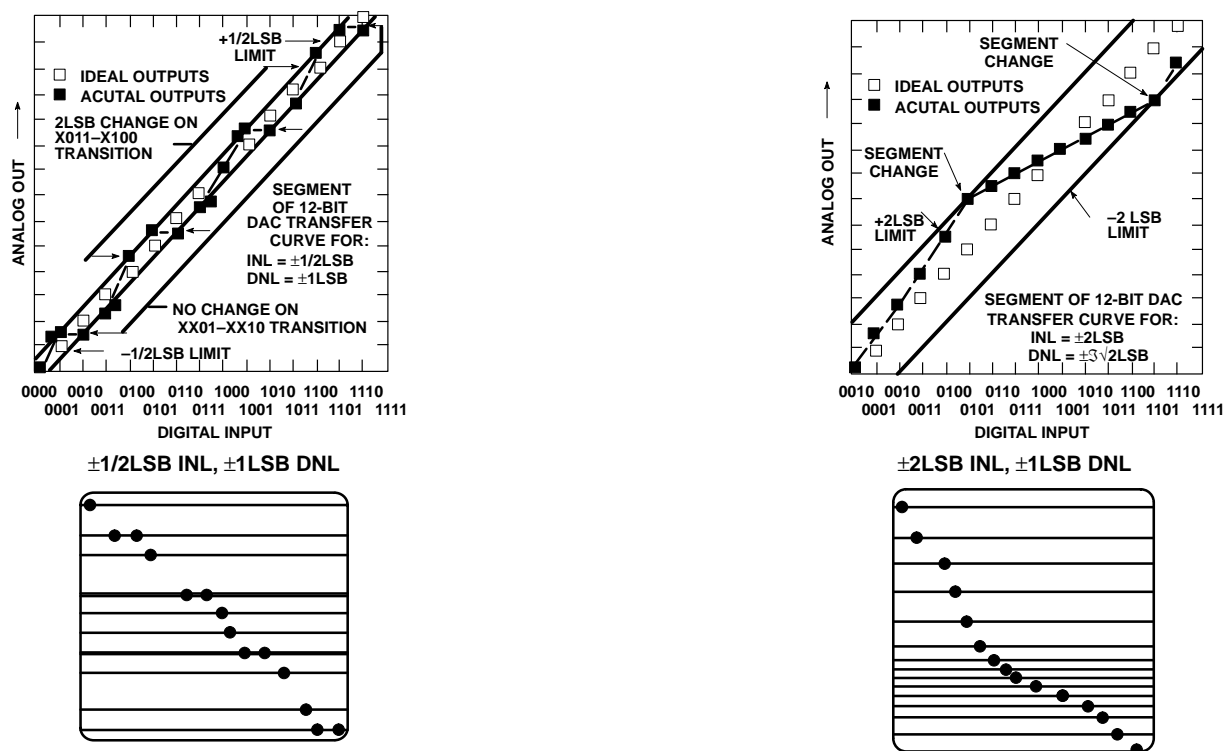 +1/2LSB
LIMIT
IDEAL OUTPUTS
ACUTAL OUTPUTS
2LSB CHANGE ON
X011–X100
TRANSITION
ANALOG OUT
SEGMENT
OF 12-BIT
DAC TRANSFER
CURVE FOR:
INL = ±1/2LSB
DNL = ±1LSB
NO CHANGE ON
XX01–XX10 TRANSITION
–1/2LSB LIMIT
0000 0010 0100 0110 1000 1010 1100 1110
0001 0011 0101 0111 1001 1011 1101 1111
DIGITAL INPUT
±1/2LSB INL, ±1LSB DNL
SEGMENT
CHANGE
IDEAL OUTPUTS
ACUTAL OUTPUTS
ANALOG OUT
SEGMENT
CHANGE
+2LSB
LIMIT
–2 LSB
LIMIT
SEGMENT OF 12-BIT DAC
TRANSFER CURVE FOR:
INL = ±2LSB
DNL = ±ℑ√2LSB
0010 0010 0100 0110 1000 1010 1100 1110
0001 0011 0101 0111 1001 1011 1101 1111
DIGITAL INPUT
±2LSB INL, ±1LSB DNL